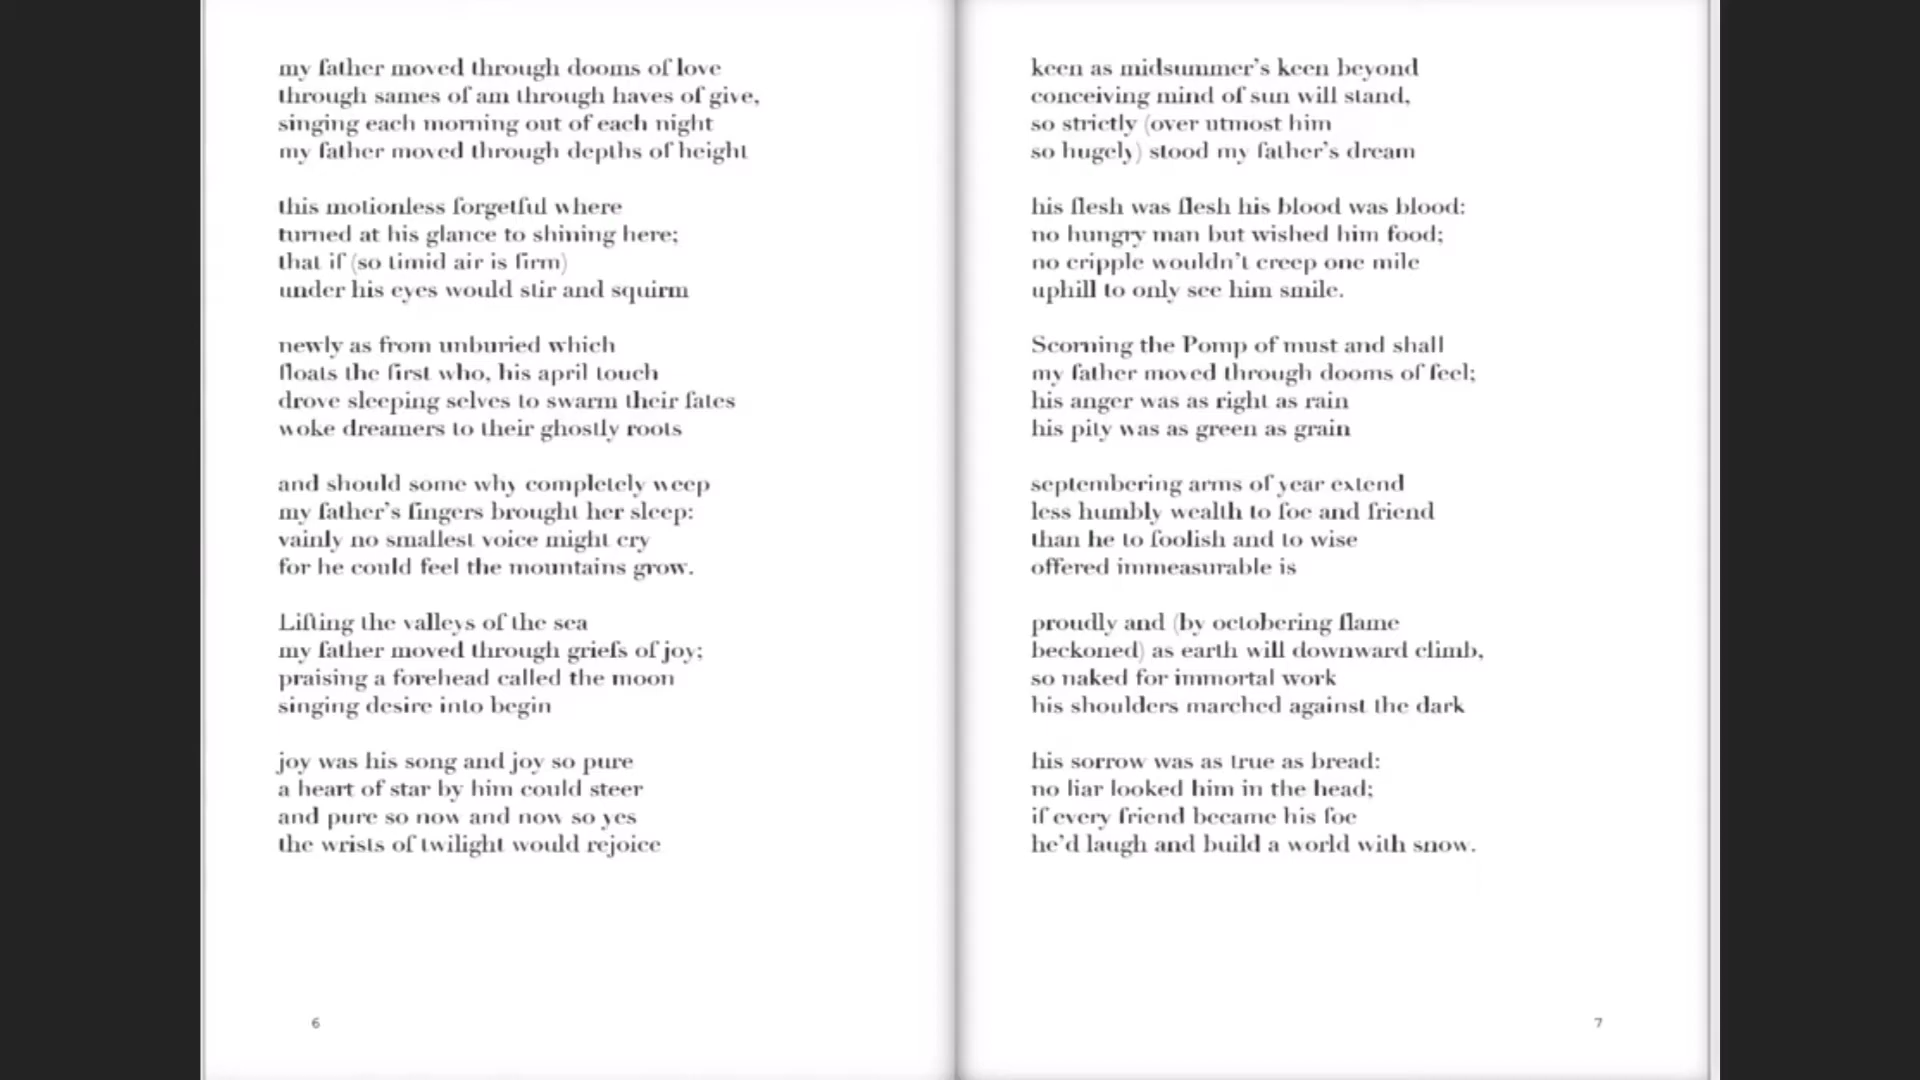 my father moved through dooms of love
through sames of am through haves of give,
singing each morning out of each night
my father moved through depths of height

this motionless forgetful where
turned at his glance to shining here;
that if (so timid air is firm)
under his eyes would stir and squirm

newly as from unburied which
floats the first who, his april touch
drove sleeping selves to swarm their fates
woke dreamers to their ghostly roots

and should some why completely weep
my father's fingers brought her sleep:
vainly no smallest voice might cry
for he could feel the mountains grow.

Lifting the valleys of the sea
my father moved through griefs of joy;
praising a forehead called the moon
singing desire into begin

joy was his song and joy so pure
a heart of star by him could steer
and pure so now and now so yes
the wrists of twilight would rejoice

6

keen as midsummer's keen beyond
conceiving mind of sun will stand,
so strictly (over utmost him
so hugely) stood my father's dream

his flesh was flesh his blood was blood:
no hungry man but wished him food;
no cripple wouldn't creep one mile
uphill to only see him smile.

Scorning the Pomp of must and shall
my father moved through dooms of feel;
his anger was as right as rain
his pity was as green as grain

septembering arms of year extend
less humbly wealth to foe and friend
than he to foolish and to wise
offered immeasurable is

proudly and (by octobering flame
beckoned) as earth will downward climb,
so naked for immortal work
his shoulders marched against the dark

his sorrow was as true as bread:
no liar looked him in the head;
if every friend became his foe
he'd laugh and build a world with snow.

7